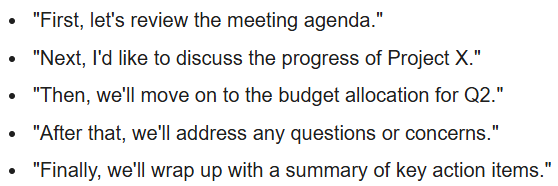 • "First, let's review the meeting agenda."
• "Next, I'd like to discuss the progress of Project X."
• "Then, we'll move on to the budget allocation for Q2."
• "After that, we'll address any questions or concerns."
• "Finally, we'll wrap up with a summary of key action items."